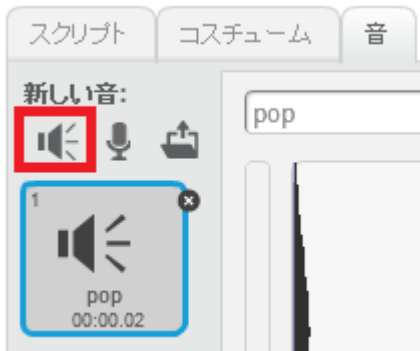 スクリプト コスチューム 音
新しい音:
pop
1
pop
00:00.02